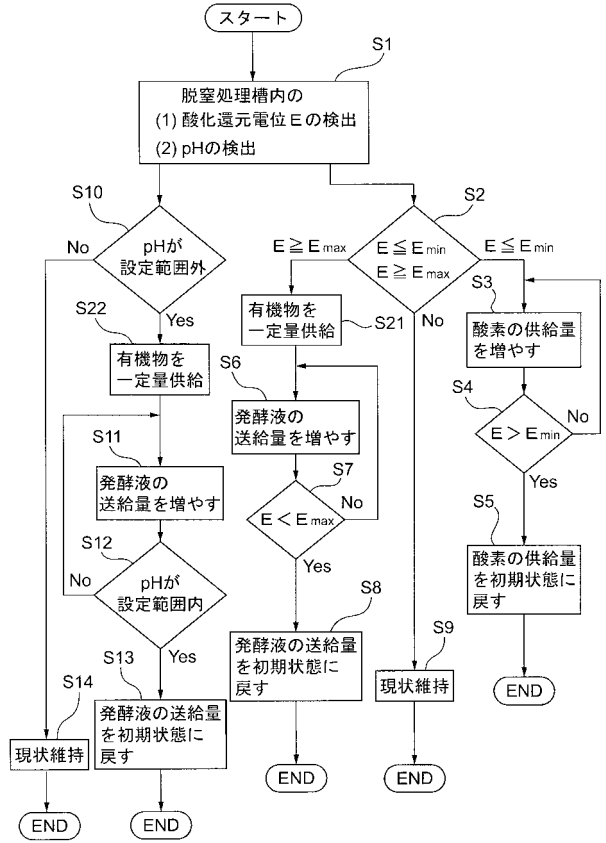 スタート
S1
脱窒処理槽内の
(1) 酸化還元電位Eの検出
(2) pHの検出
S10
pHが
設定範囲外
No
Yes
S22
有機物を
一定量供給
S11
発酵液の
送給量を増やす
S12
pHが
設定範囲内
No
Yes
S13
発酵液の送給量
を初期状態に
戻す
END
S14
現状維持
END
S2
E≦Emin
E≧Emax
E≧Emax
E≦Emin
No
S21
有機物を
一定量供給
S6
発酵液の
送給量を増やす
S7
E<Emax
No
Yes
S8
発酵液の送給量
を初期状態に
戻す
END
S9
現状維持
END
S3
酸素の供給量
を増やす
S4
E>Emin
No
Yes
S5
酸素の供給量
を初期状態に
戻す
END